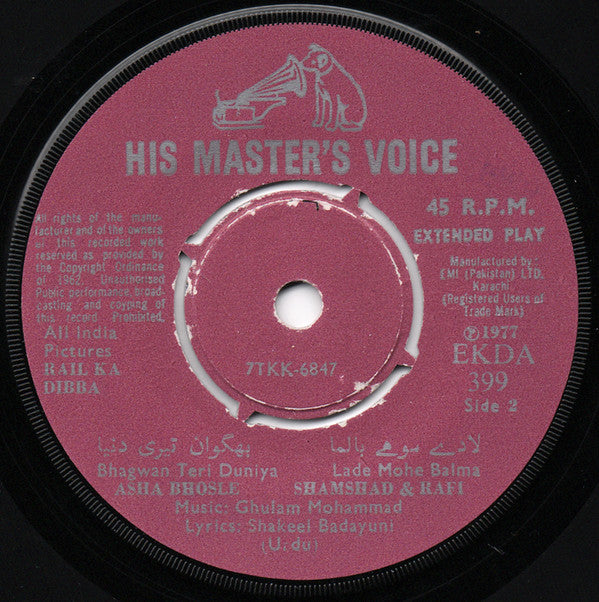 HIS MASTER'S VOICE
All rights of the manu-
facturer and of the owners
of this recorded work
reserved as provided by
the Copyright Ordinance
of 1962. Unauthorised
Public performance, broad-
casting and coyping of
this record Prohibited.
45 R.P.M.
EXTENDED PLAY
Manufactured by:
EMI (Pakistan) LTD,
Karachi
(Registered Users of
Trade Mark)
All India
Pictures
RAIL KA
DIBBA
7TKK-6847
Ⓟ1977
EKDA
399
Side 2
بھگوان تیری دنیا
لادے موھے بالما
Bhagwan Teri Duniya
Lade Mohe Balma
ASHA BHOSLE
SHAMSHAD & RAFI
Music: Ghulam Mohammad
Lyrics: Shakeel Badayuni
(Urdu)